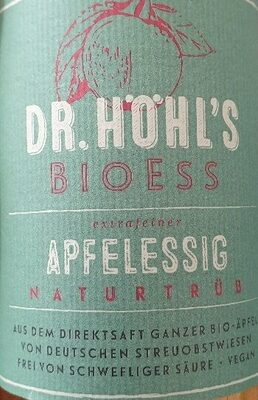 DR. HÖHL'S
BIOESS
extrafeiner
APFELESSIG
NATURTRÜB
AUS DEM DIREKTSAFT GANZER BIO-ÄPFEL
VON DEUTSCHEN STREUOBSTWIESEN
FREI VON SCHWEFLIGER SÄURE · VEGAN